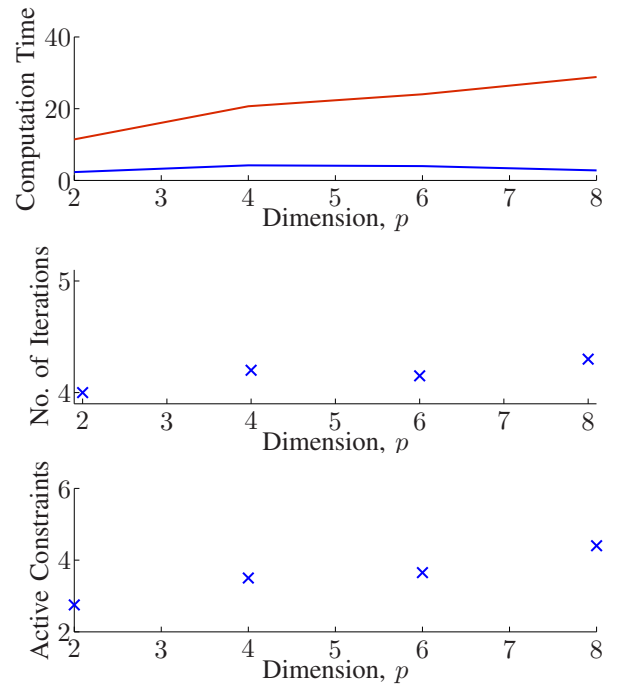 Computation Time
40
20
0
2 3 4 5 6 7 8
Dimension, p
No. of Iterations
5
4
2 3 4 5 6 7 8
Dimension, p
Active Constraints
6
4
2
2 3 4 5 6 7 8
Dimension, p